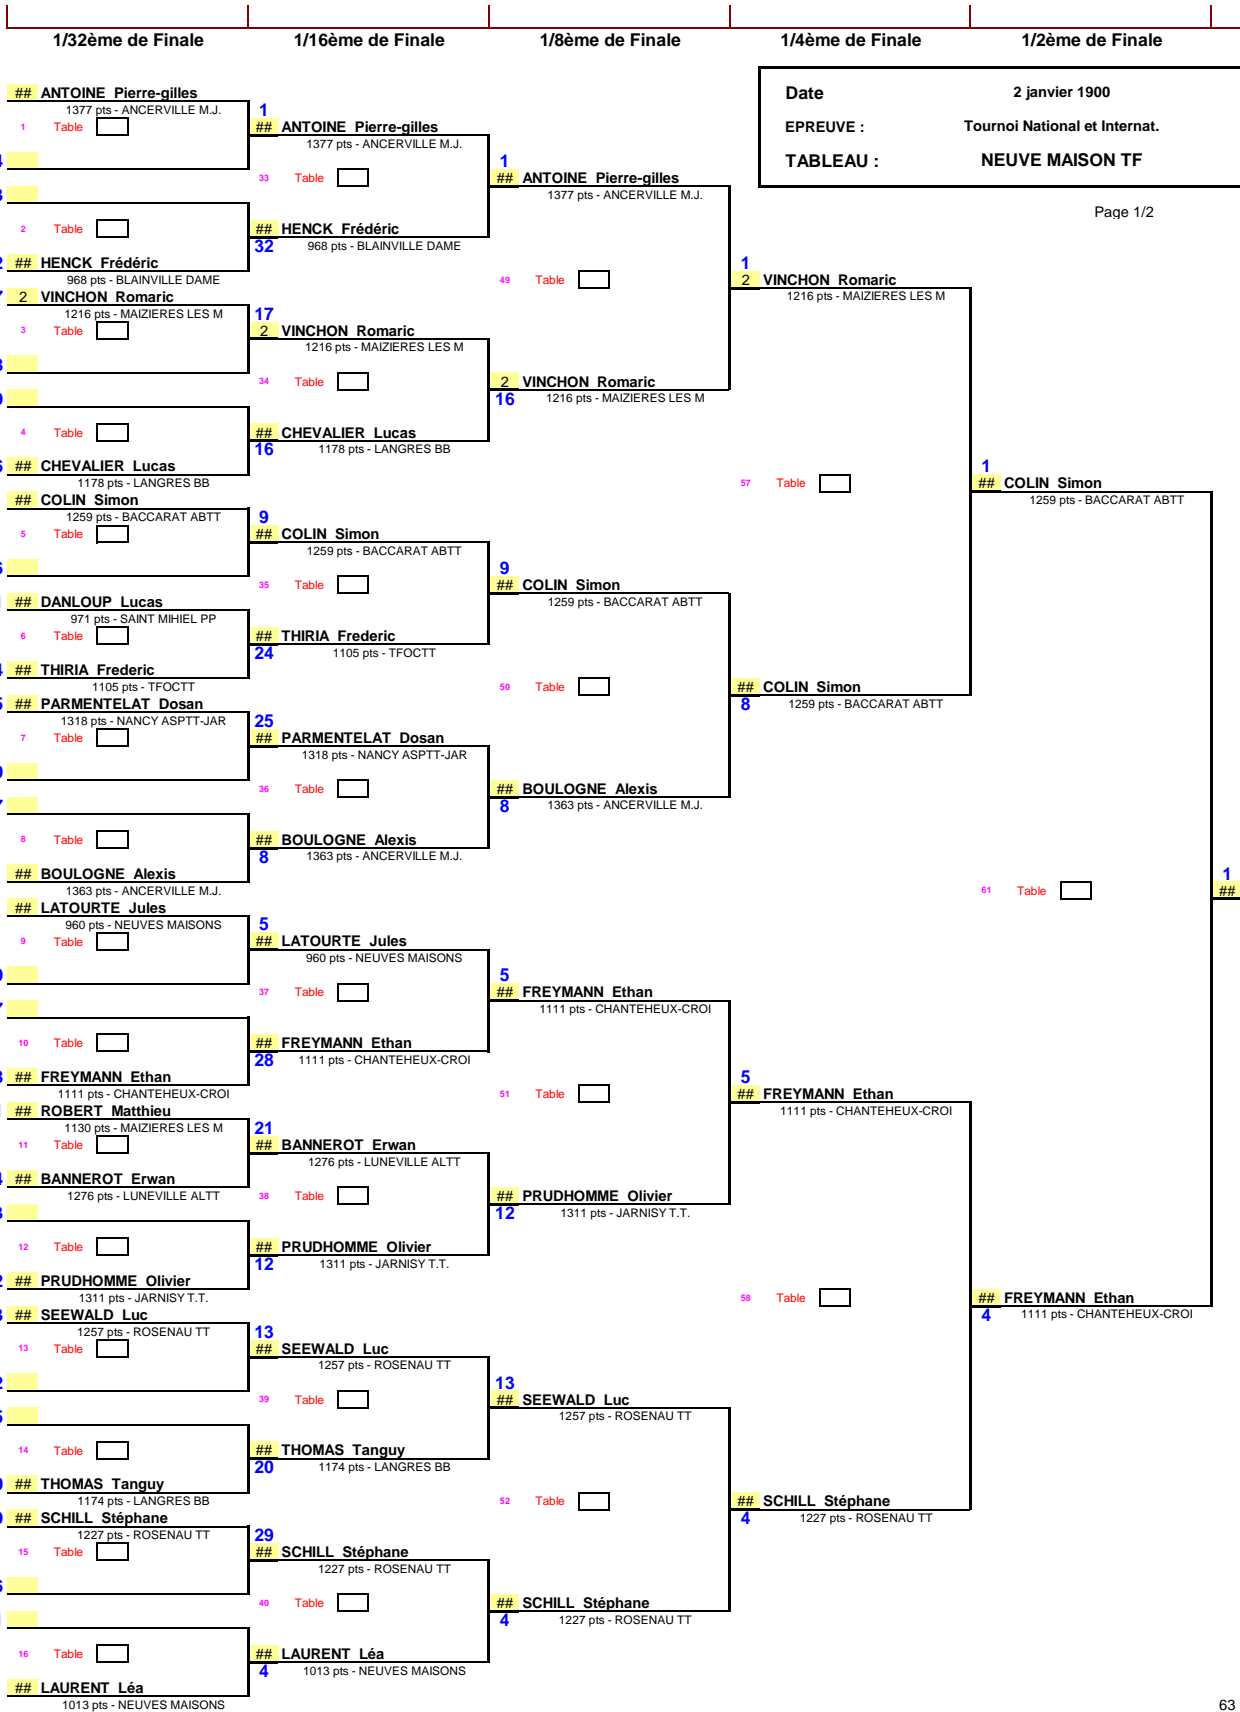 1/32ème de Finale 1/16ème de Finale 1/8ème de Finale 1/4ème de Finale 1/2ème de Finale
Date 2 janvier 1900
EPREUVE : Tournoi National et Internat.
TABLEAU : NEUVE MAISON TF
Page 1/2
## ANTOINE Pierre-gilles
1377 pts - ANCERVILLE M.J.
1 Table
2 Table
## HENCK Frédéric
968 pts - BLAINVILLE DAME
2 VINCHON Romaric
1216 pts - MAIZIERES LES M
3 Table
4 Table
## CHEVALIER Lucas
1178 pts - LANGRES BB
## COLIN Simon
1259 pts - BACCARAT ABTT
5 Table
## DANLOUP Lucas
971 pts - SAINT MIHIEL PP
6 Table
## THIRIA Frederic
1105 pts - TFOCTT
## PARMENTELAT Dosan
1318 pts - NANCY ASPTT-JAR
7 Table
8 Table
## BOULOGNE Alexis
1363 pts - ANCERVILLE M.J.
## LATOURTE Jules
960 pts - NEUVES MAISONS
9 Table
10 Table
## FREYMANN Ethan
1111 pts - CHANTEHEUX-CROI
## ROBERT Matthieu
1130 pts - MAIZIERES LES M
11 Table
## BANNEROT Erwan
1276 pts - LUNEVILLE ALTT
12 Table
## PRUDHOMME Olivier
1311 pts - JARNISY T.T.
## SEEWALD Luc
1257 pts - ROSENAU TT
13 Table
14 Table
## THOMAS Tanguy
1174 pts - LANGRES BB
## SCHILL Stéphane
1227 pts - ROSENAU TT
15 Table
16 Table
## LAURENT Léa
1013 pts - NEUVES MAISONS
1
## ANTOINE Pierre-gilles
1377 pts - ANCERVILLE M.J.
33 Table
## HENCK Frédéric
32 968 pts - BLAINVILLE DAME
17
2 VINCHON Romaric
1216 pts - MAIZIERES LES M
34 Table
## CHEVALIER Lucas
16 1178 pts - LANGRES BB
9
## COLIN Simon
1259 pts - BACCARAT ABTT
35 Table
## THIRIA Frederic
24 1105 pts - TFOCTT
25
## PARMENTELAT Dosan
1318 pts - NANCY ASPTT-JAR
36 Table
## BOULOGNE Alexis
8 1363 pts - ANCERVILLE M.J.
5
## LATOURTE Jules
960 pts - NEUVES MAISONS
37 Table
## FREYMANN Ethan
28 1111 pts - CHANTEHEUX-CROI
21
## BANNEROT Erwan
1276 pts - LUNEVILLE ALTT
38 Table
## PRUDHOMME Olivier
12 1311 pts - JARNISY T.T.
13
## SEEWALD Luc
1257 pts - ROSENAU TT
39 Table
## THOMAS Tanguy
20 1174 pts - LANGRES BB
29
## SCHILL Stéphane
1227 pts - ROSENAU TT
40 Table
## LAURENT Léa
4 1013 pts - NEUVES MAISONS
1
## ANTOINE Pierre-gilles
1377 pts - ANCERVILLE M.J.
49 Table
2 VINCHON Romaric
16 1216 pts - MAIZIERES LES M
9
## COLIN Simon
1259 pts - BACCARAT ABTT
50 Table
## BOULOGNE Alexis
8 1363 pts - ANCERVILLE M.J.
5
## FREYMANN Ethan
1111 pts - CHANTEHEUX-CROI
51 Table
## PRUDHOMME Olivier
12 1311 pts - JARNISY T.T.
13
## SEEWALD Luc
1257 pts - ROSENAU TT
52 Table
## SCHILL Stéphane
4 1227 pts - ROSENAU TT
1
2 VINCHON Romaric
1216 pts - MAIZIERES LES M
57 Table
## COLIN Simon
8 1259 pts - BACCARAT ABTT
5
## FREYMANN Ethan
1111 pts - CHANTEHEUX-CROI
58 Table
## SCHILL Stéphane
4 1227 pts - ROSENAU TT
1
## COLIN Simon
1259 pts - BACCARAT ABTT
61 Table
## FREYMANN Ethan
4 1111 pts - CHANTEHEUX-CROI
1
##
63